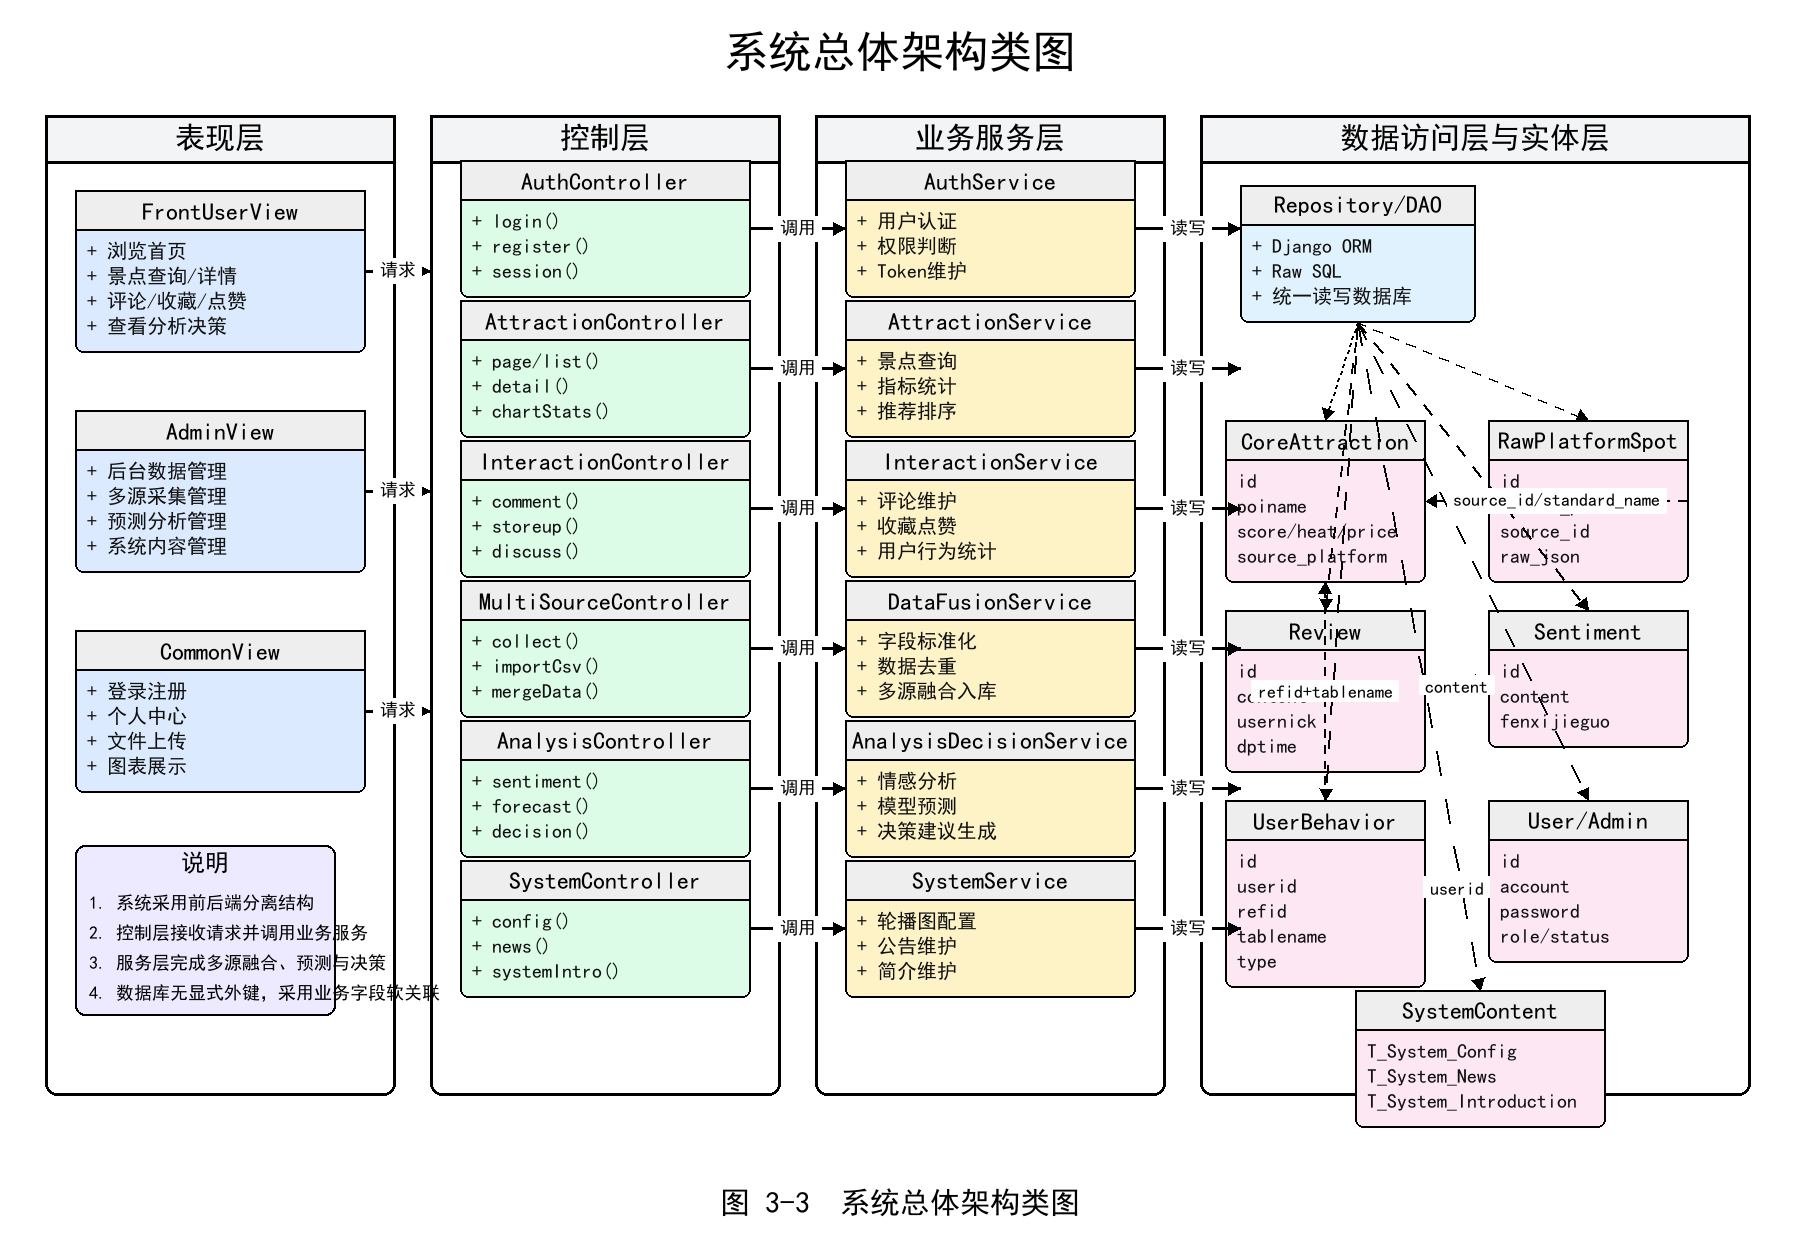 系统总体架构类图
表现层
FrontUserView
+ 浏览首页
+ 景点查询/详情
+ 评论/收藏/点赞
+ 查看分析决策
请求
AdminView
+ 后台数据管理
+ 多源采集管理
+ 预测分析管理
+ 系统内容管理
请求
CommonView
+ 登录注册
+ 个人中心
+ 文件上传
+ 图表展示
请求
说明
1. 系统采用前后端分离结构
2. 控制层接收请求并调用业务服务
3. 服务层完成多源融合、预测与决策
4. 数据库无显式外键，采用业务字段软关联
控制层
AuthController
+ login()
+ register()
+ session()
调用
AttractionController
+ page/list()
+ detail()
+ chartStats()
调用
InteractionController
+ comment()
+ storeup()
+ discuss()
调用
MultiSourceController
+ collect()
+ importCsv()
+ mergeData()
调用
AnalysisController
+ sentiment()
+ forecast()
+ decision()
调用
SystemController
+ config()
+ news()
+ systemIntro()
调用
业务服务层
AuthService
+ 用户认证
+ 权限判断
+ Token维护
读写
AttractionService
+ 景点查询
+ 指标统计
+ 推荐排序
读写
InteractionService
+ 评论维护
+ 收藏点赞
+ 用户行为统计
读写
DataFusionService
+ 字段标准化
+ 数据去重
+ 多源融合入库
读写
AnalysisDecisionService
+ 情感分析
+ 模型预测
+ 决策建议生成
读写
SystemService
+ 轮播图配置
+ 公告维护
+ 简介维护
读写
数据访问层与实体层
Repository/DAO
+ Django ORM
+ Raw SQL
+ 统一读写数据库
CoreAttraction
id
poiname
score/heat/price
source_platform
RawPlatformSpot
id
source_id/standard_name
source_id
raw_json
Review
id
refid+tablename
usernick
dptime
content
Sentiment
id
content
fenxijieguo
UserBehavior
id
userid
refid
tablename
type
userid
User/Admin
id
account
password
role/status
SystemContent
T_System_Config
T_System_News
T_System_Introduction
图 3-3 系统总体架构类图